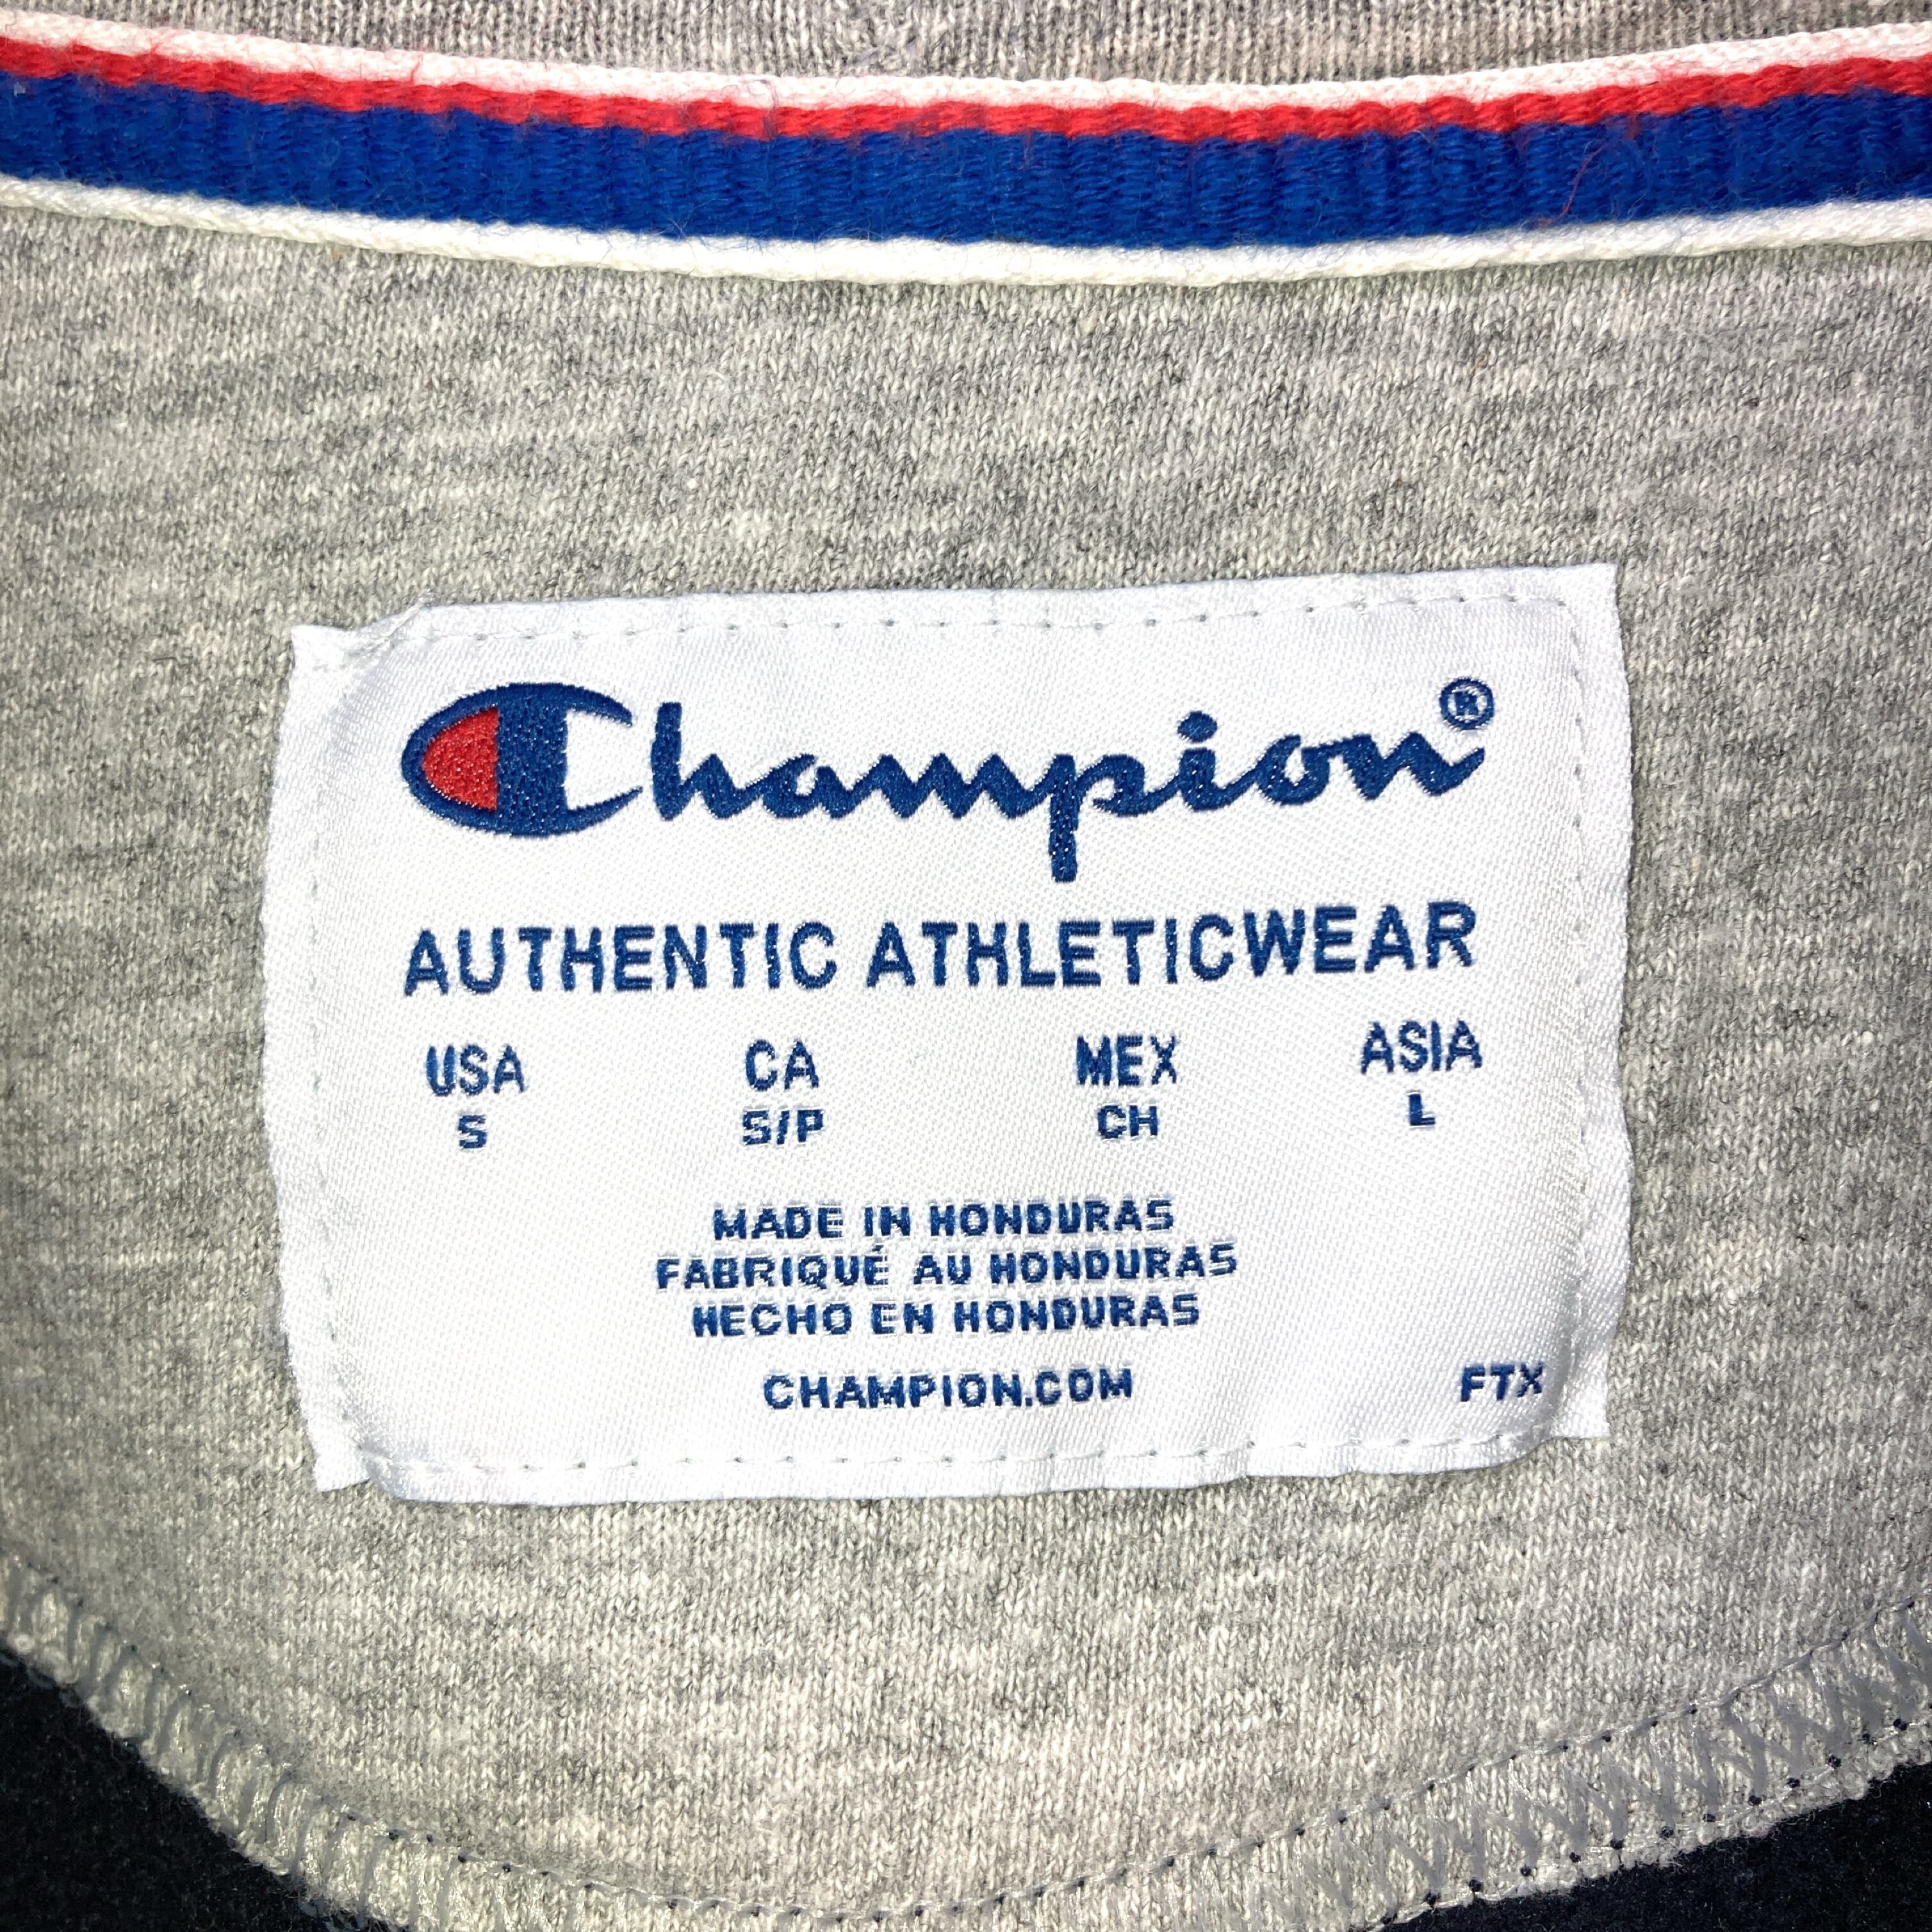 Champion®
AUTHENTIC ATHLETICWEAR
USA CA MEX ASIA
S S/P CH L
MADE IN HONDURAS
FABRIQUÉ AU HONDURAS
HECHO EN HONDURAS
CHAMPION.COM FTX